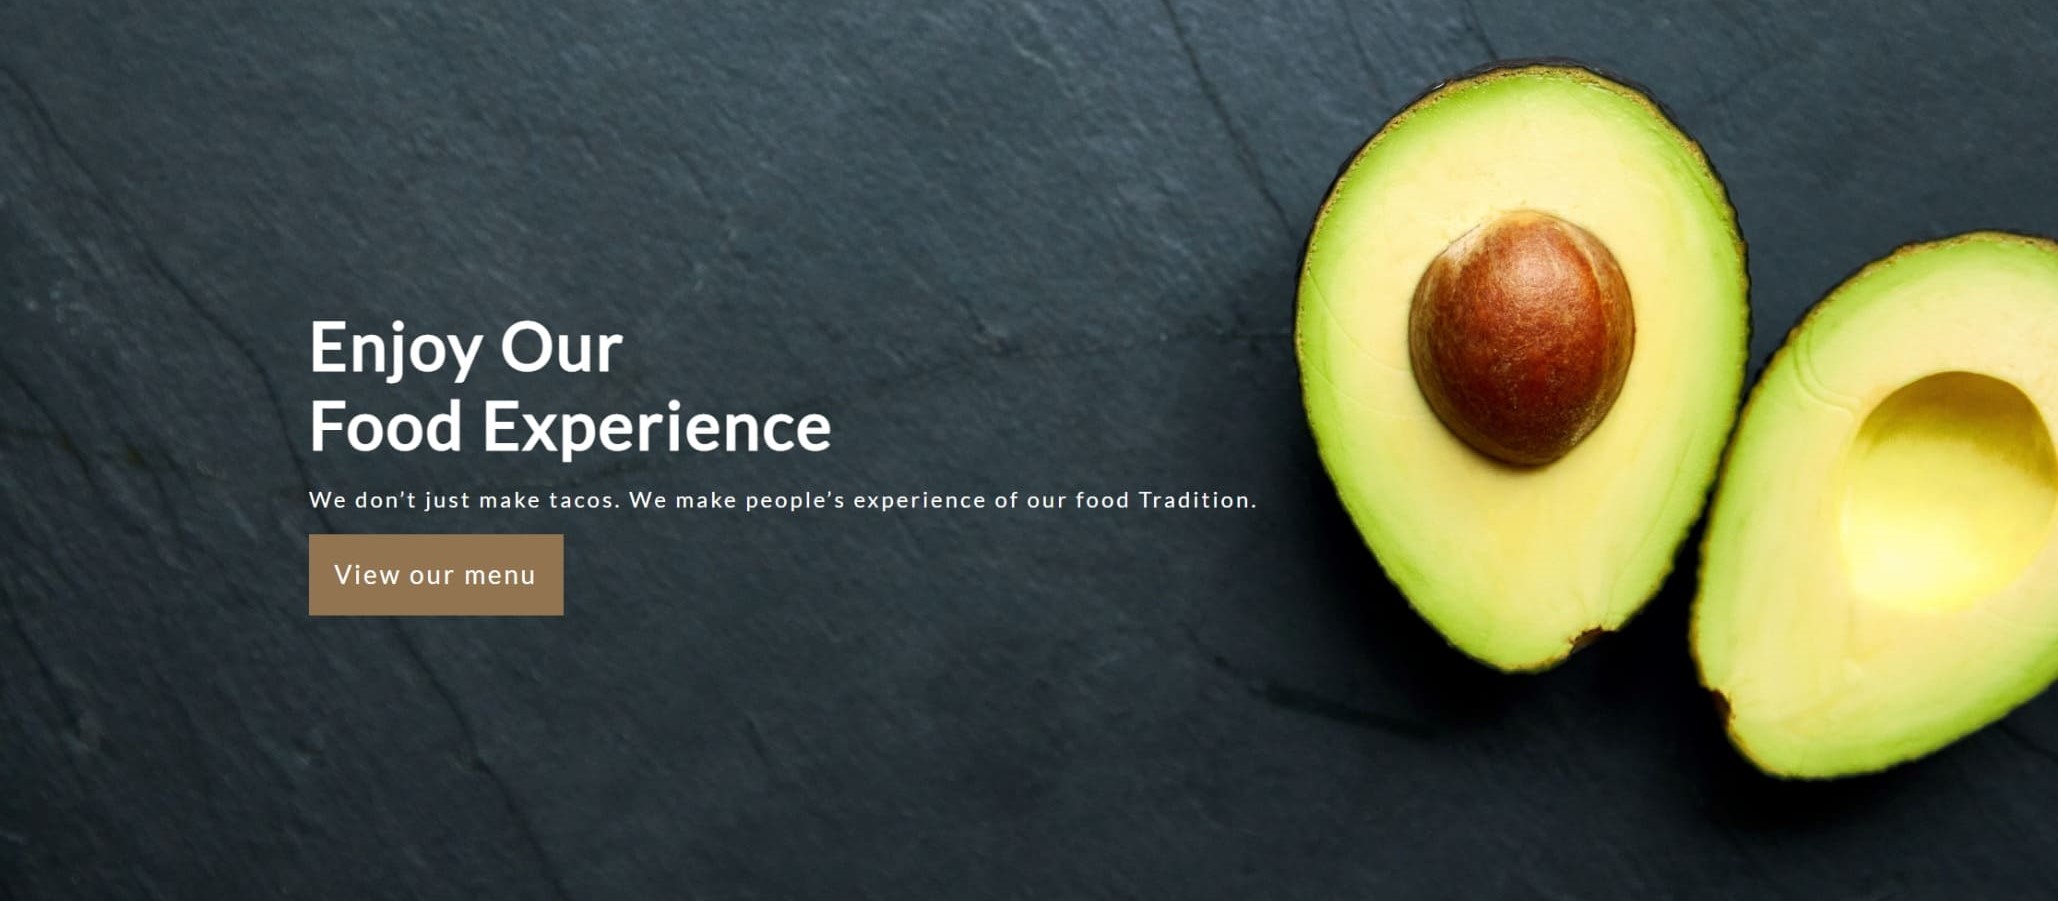 Enjoy Our
Food Experience
We don’t just make tacos. We make people’s experience of our food Tradition.
View our menu